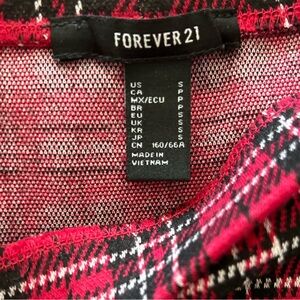 FOREVER 21
US S
CA P
MX/ECU P
BR P
EU S
UK S
KR S
JP S
CN 160/66A
MADE IN
VIETNAM